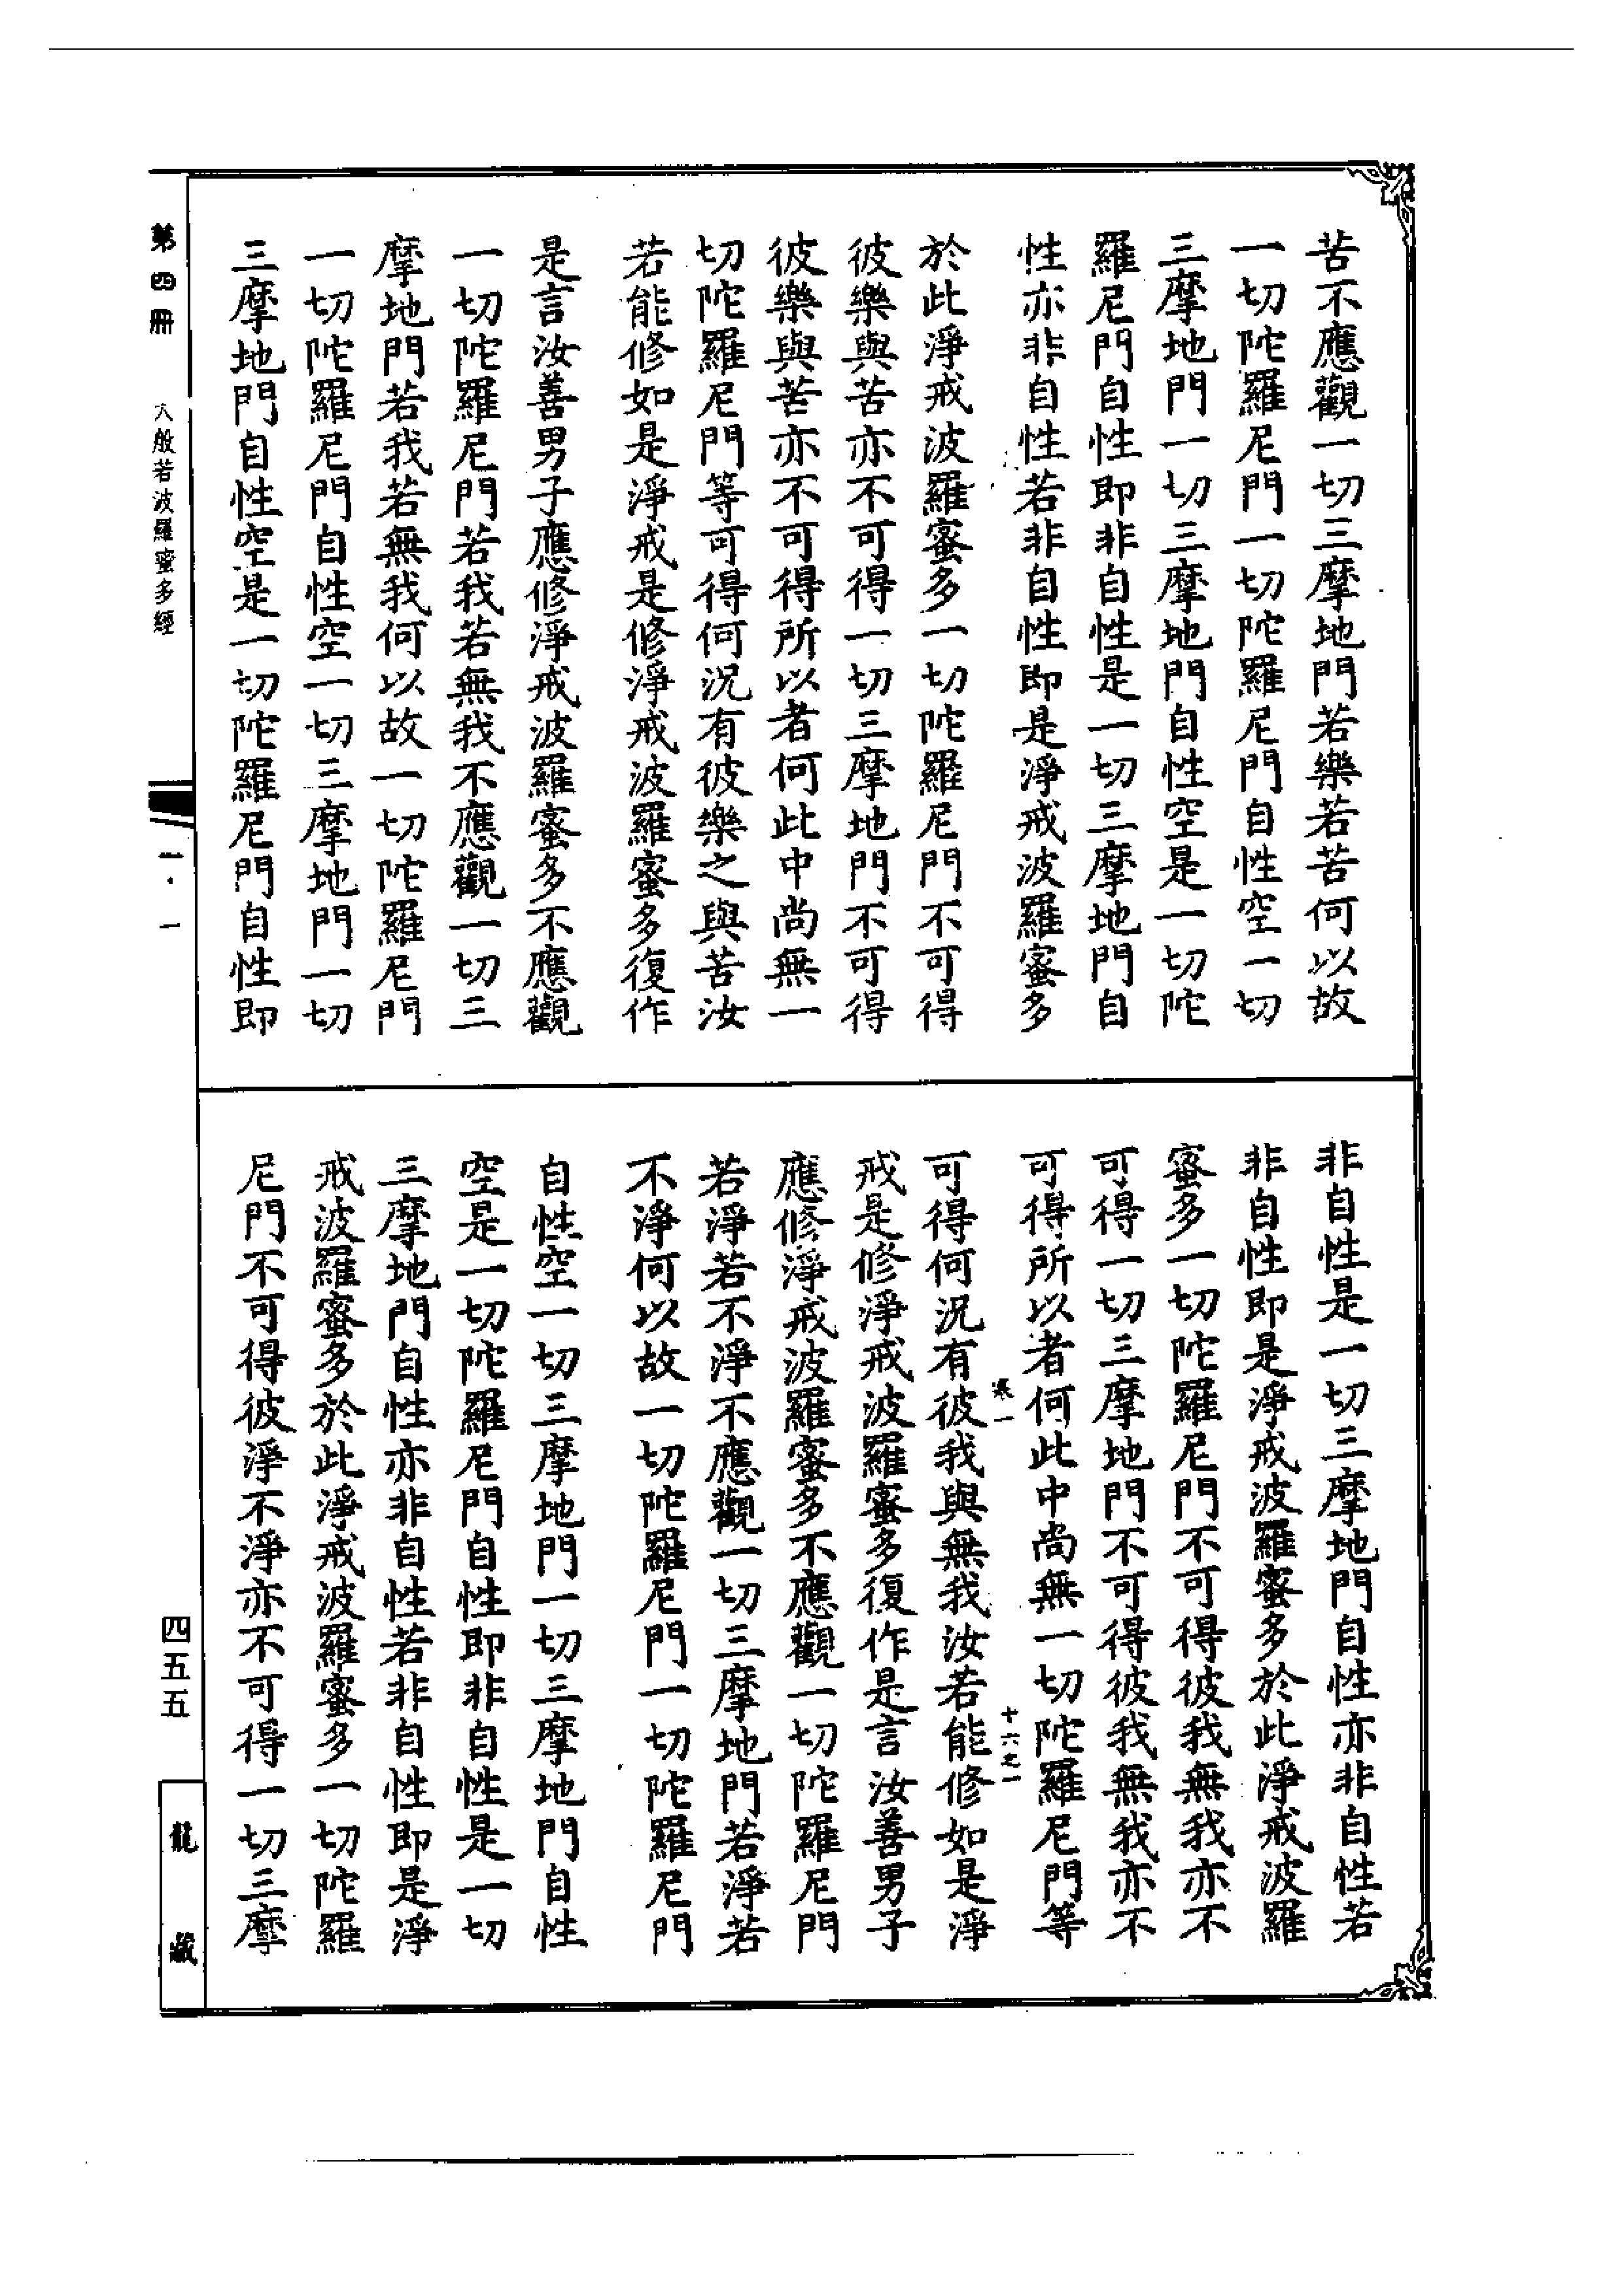 苦不應觀一切三摩地門若樂若苦何以故
一切陀羅尼門一切陀羅尼門自性空一切
三摩地門一切三摩地門自性空是一切陀
羅尼門自性即非自性是一切三摩地門自
性亦非自性若非自性即是淨戒波羅蜜多
於此淨戒波羅蜜多一切陀羅尼門不可得
彼樂與苦亦不可得一切三摩地門不可得
彼樂與苦亦不可得所以者何此中尚無一
切陀羅尼門等可得何況有彼樂之與苦汝
若能修如是淨戒是修淨戒波羅蜜多復作
是言汝善男子應修淨戒波羅蜜多不應觀
一切陀羅尼門若我若無我不應觀一切三
摩地門若我若無我何以故一切陀羅尼門
一切陀羅尼門自性空一切三摩地門一切
三摩地門自性空是一切陀羅尼門自性即
非自性是一切三摩地門自性亦非自性若
非自性即是淨戒波羅蜜多於此淨戒波羅
蜜多一切陀羅尼門不可得彼我無我亦不
可得一切三摩地門不可得彼我無我亦不
可得所以者何此中尚無一切陀羅尼門等
寒一 十六之一
可得何況有彼我與無我汝若能修如是淨
戒是修淨戒波羅蜜多復作是言汝善男子
應修淨戒波羅蜜多不應觀一切陀羅尼門
若淨若不淨不應觀一切三摩地門若淨若
不淨何以故一切陀羅尼門一切陀羅尼門
自性空一切三摩地門一切三摩地門自性
空是一切陀羅尼門自性即非自性是一切
三摩地門自性亦非自性若非自性即是淨
戒波羅蜜多於此淨戒波羅蜜多一切陀羅
尼門不可得彼淨不淨亦不可得一切三摩
第四冊 大般若波羅蜜多經 一·一 四五五 龍藏